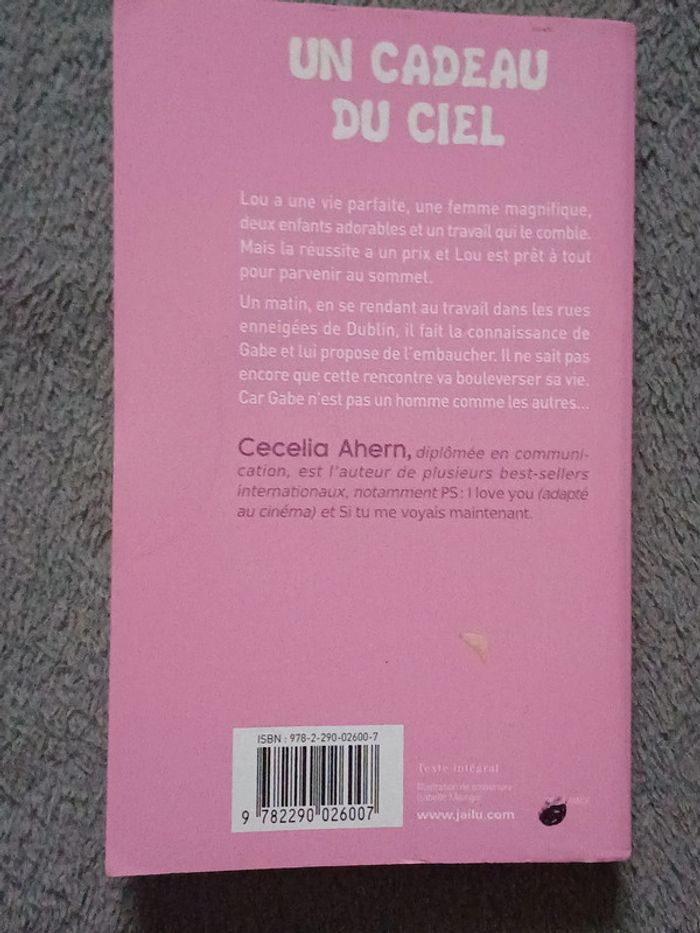 UN CADEAU
DU CIEL
Lou a une vie parfaite, une femme magnifique,
deux enfants adorables et un travail qui le comble.
Mais la réussite a un prix et Lou est prêt à tout
pour parvenir au sommet.
Un matin, en se rendant au travail dans les rues
enneigées de Dublin, il fait la connaissance de
Gabe et lui propose de l'embaucher. Il ne sait pas
encore que cette rencontre va bouleverser sa vie.
Car Gabe n'est pas un homme comme les autres...
Cecelia Ahern, diplômée en communi-
cation, est l'auteur de plusieurs best-sellers
internationaux, notamment PS : I love you (adapté
au cinéma) et Si tu me voyais maintenant.
ISBN : 978-2-290-02600-7
9 782290 026007
Texte intégral
Illustration de couverture
Isabelle
www.jailu.com